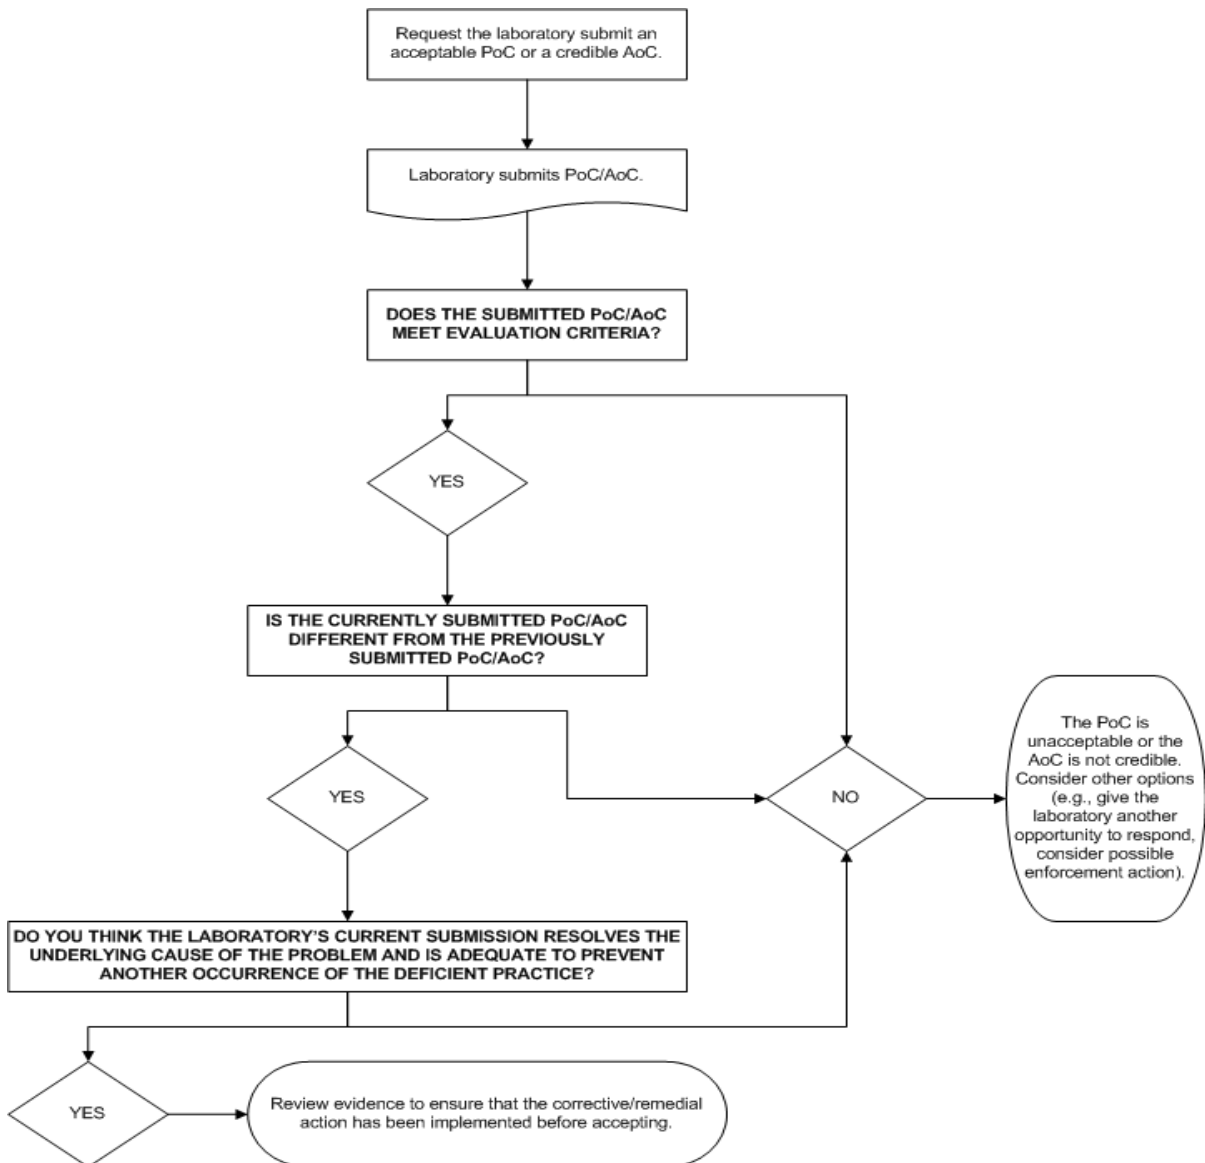 Request the laboratory submit an
acceptable PoC or a credible AoC.
Laboratory submits PoC/AoC.
DOES THE SUBMITTED PoC/AoC
MEET EVALUATION CRITERIA?
YES
IS THE CURRENTLY SUBMITTED PoC/AoC
DIFFERENT FROM THE PREVIOUSLY
SUBMITTED PoC/AoC?
YES
NO
The PoC is
unacceptable or the
AoC is not credible.
Consider other options
(e.g., give the
laboratory another
opportunity to respond,
consider possible
enforcement action).
DO YOU THINK THE LABORATORY'S CURRENT SUBMISSION RESOLVES THE
UNDERLYING CAUSE OF THE PROBLEM AND IS ADEQUATE TO PREVENT
ANOTHER OCCURRENCE OF THE DEFICIENT PRACTICE?
YES
Review evidence to ensure that the corrective/remedial
action has been implemented before accepting.